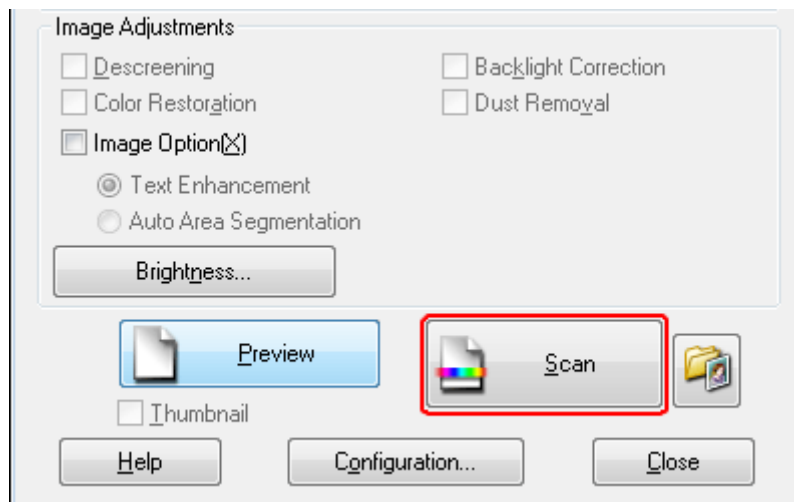 Image Adjustments
Descreening Backlight Correction
Color Restoration Dust Removal
Image Option(X)
Text Enhancement
Auto Area Segmentation
Brightness...
Preview Scan
Thumbnail
Help Configuration... Close